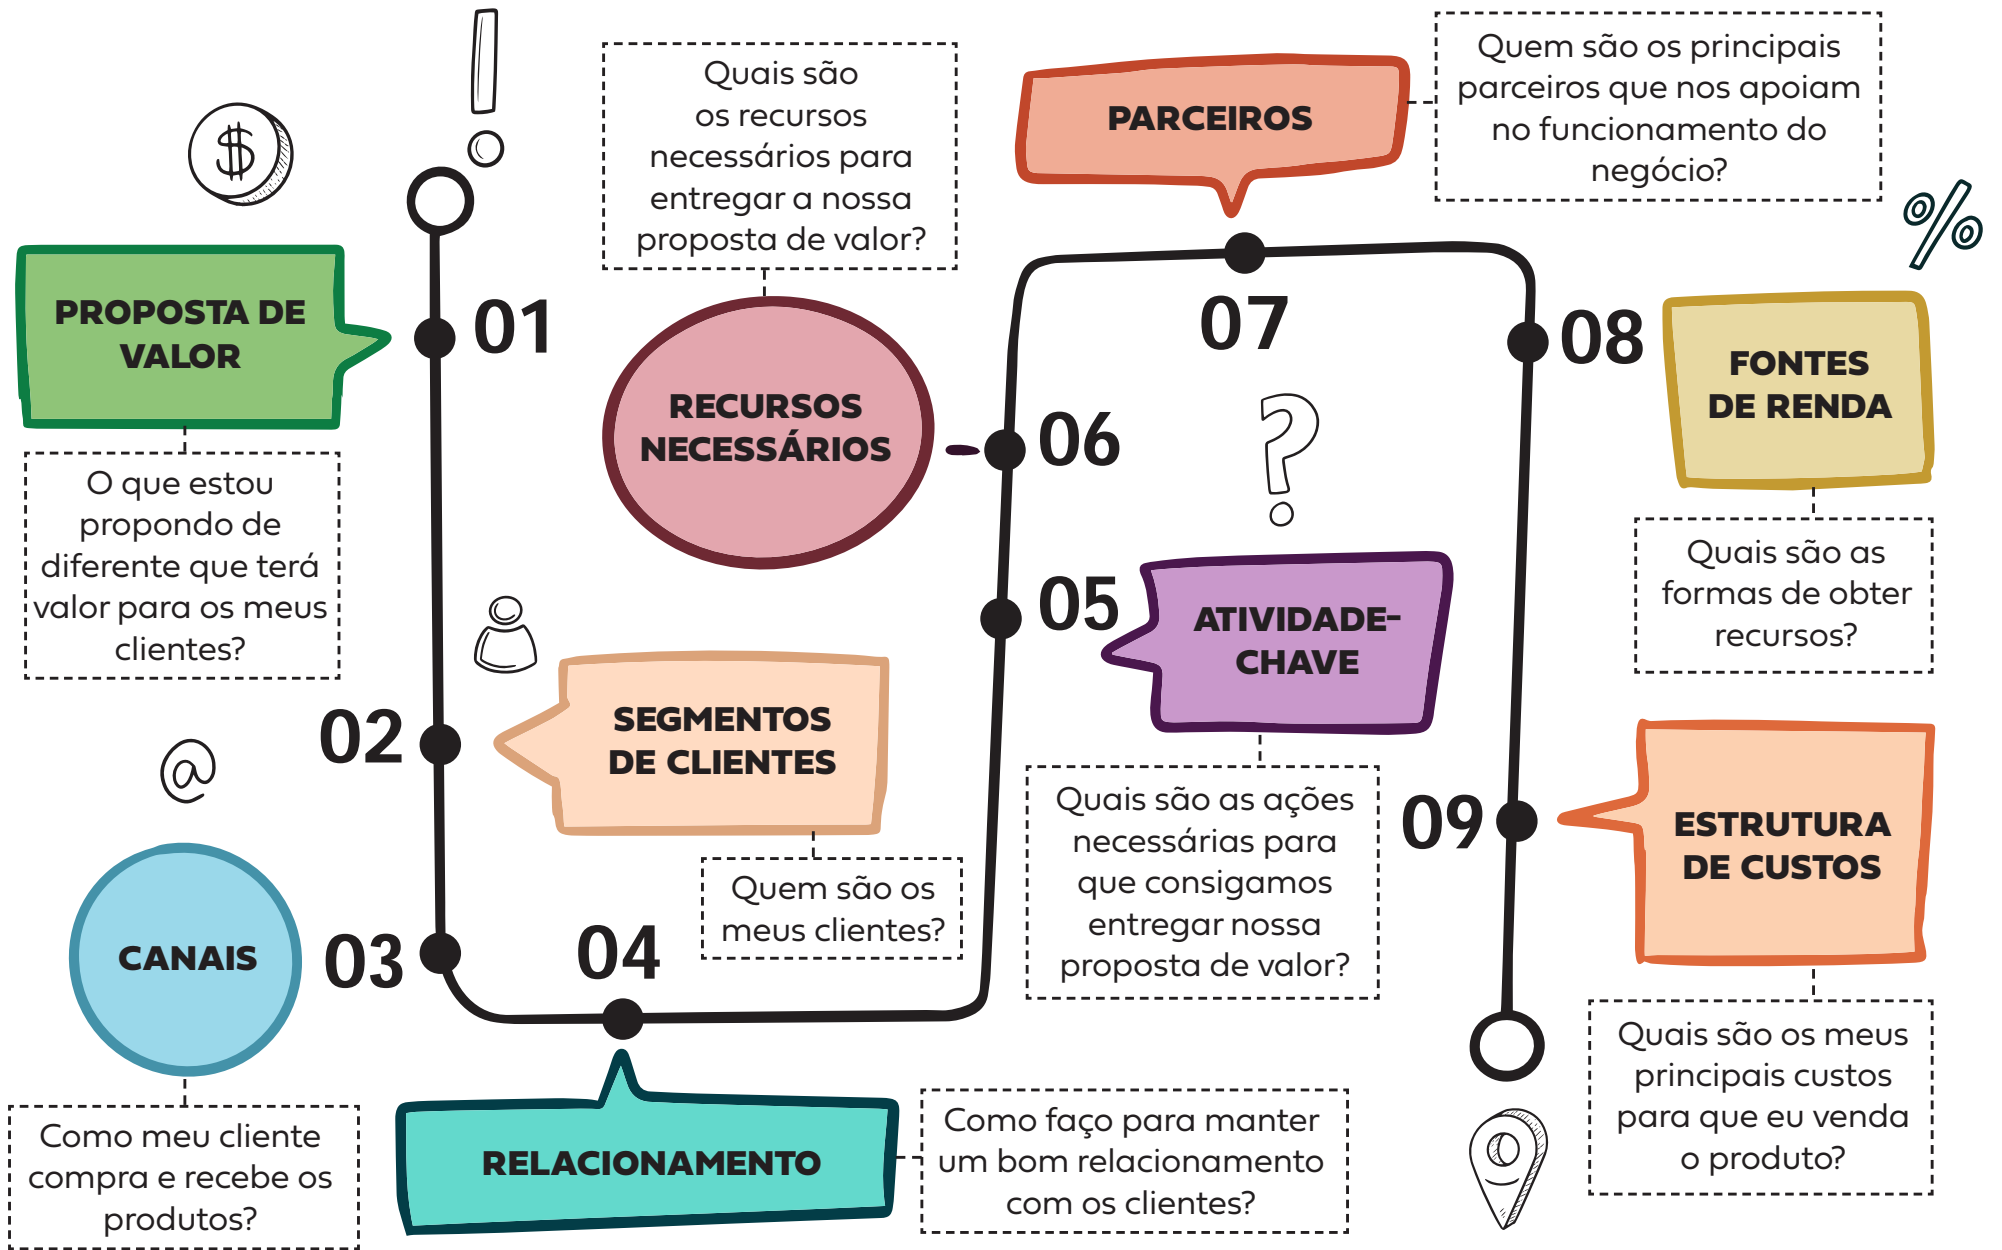 PROPOSTA DE
VALOR
01
O que estou
propondo de
diferente que terá
valor para os meus
clientes?
02
SEGMENTOS
DE CLIENTES
Quem são os
meus clientes?
@
CANAIS
03
Como meu cliente
compra e recebe os
produtos?
04
RELACIONAMENTO
Como faço para manter
um bom relacionamento
com os clientes?
05
ATIVIDADE-
CHAVE
Quais são as ações
necessárias para
que consigamos
entregar nossa
proposta de valor?
Quais são
os recursos
necessários para
entregar a nossa
proposta de valor?
RECURSOS
NECESSÁRIOS
06
PARCEIROS
Quem são os principais
parceiros que nos apoiam
no funcionamento do
negócio?
07
%
08
FONTES
DE RENDA
Quais são as
formas de obter
recursos?
09
ESTRUTURA
DE CUSTOS
Quais são os meus
principais custos
para que eu venda
o produto?
$
!
?